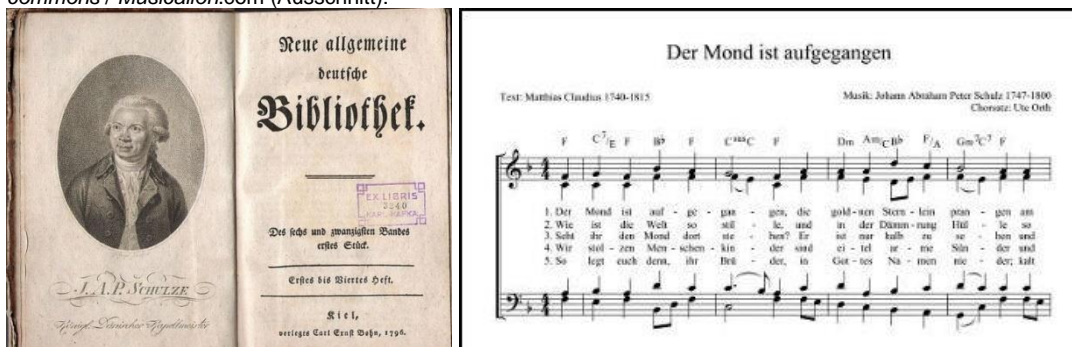 commons / Musicalion.com (Ausschnitt).
J.A.P. SCHULZE
Königl. Dänischer Kapellmeister
Neue allgemeine
deutsche
Bibliothek.
EX LIBRIS
Des sechs und zwanzigsten Bandes
erstes Stück.
Erstes bis Viertes Heft.
Kiel,
verlegts Carl Ernst Bohn, 1796.
Der Mond ist aufgegangen
Text: Matthias Claudius 1740-1815
Musik: Johann Abraham Peter Schulz 1747-1800
Chorsatz: Ute Orth
F C7/E F Bb F C F Dm Am/C Bb F/A Gm7 C7 F
1. Der Mond ist auf - ge - gan - gen, die gold - nen Stern - lein pran - gen am
2. Wie ist die Welt so stil - le, und in der Dämm - rung Hül - le so
3. Seht ihr den Mond dort ste - hen? Er ist nur halb zu se - hen und
4. Wir stol - zen Men - schen - kin - der sind ei - tel ar - me Sün - der und
5. So legt euch denn, ihr Brü - der, in Got - tes Na - men nie - der; kalt